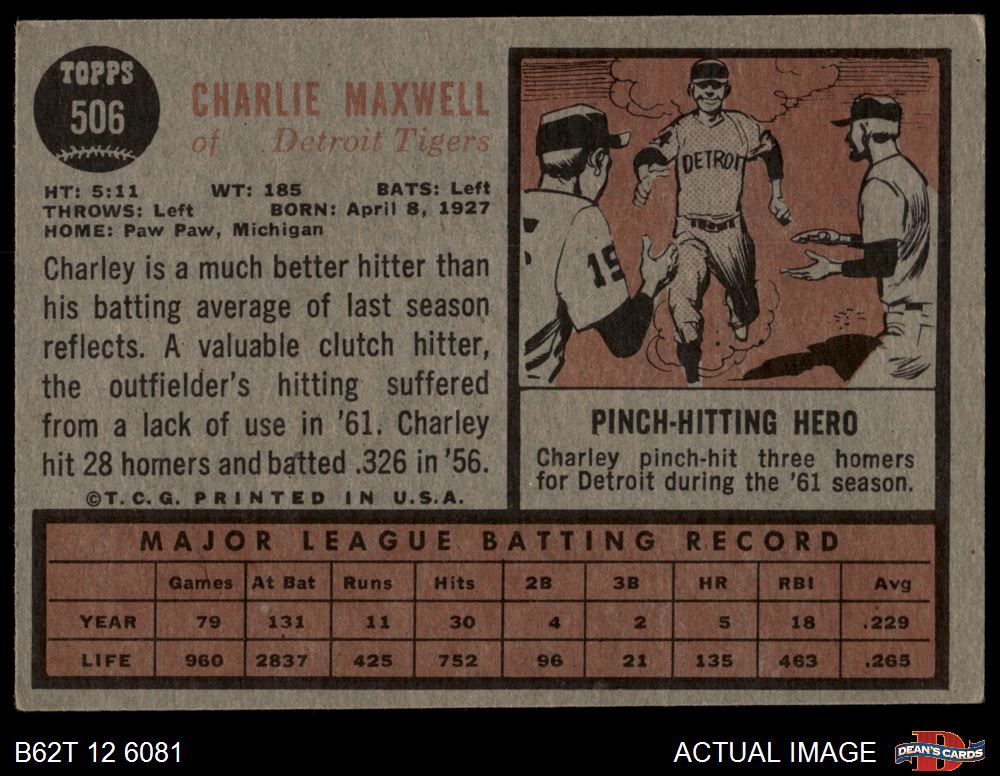 TOPPS
506
CHARLIE MAXWELL
of Detroit Tigers
HT: 5:11 WT: 185 BATS: Left
THROWS: Left BORN: April 8, 1927
HOME: Paw Paw, Michigan
Charley is a much better hitter than
his batting average of last season
reflects. A valuable clutch hitter,
the outfielder's hitting suffered
from a lack of use in '61. Charley
hit 28 homers and batted .326 in '56.
©T.C.G. PRINTED IN U.S.A.
DETROIT
15
PINCH-HITTING HERO
Charley pinch-hit three homers
for Detroit during the '61 season.
MAJOR LEAGUE BATTING RECORD
Games At Bat Runs Hits 2B 3B HR RBI Avg
YEAR 79 131 11 30 4 2 5 18 .229
LIFE 960 2837 425 752 96 21 135 463 .265
B62T 12 6081
ACTUAL IMAGE
D
DEAN'S CARDS